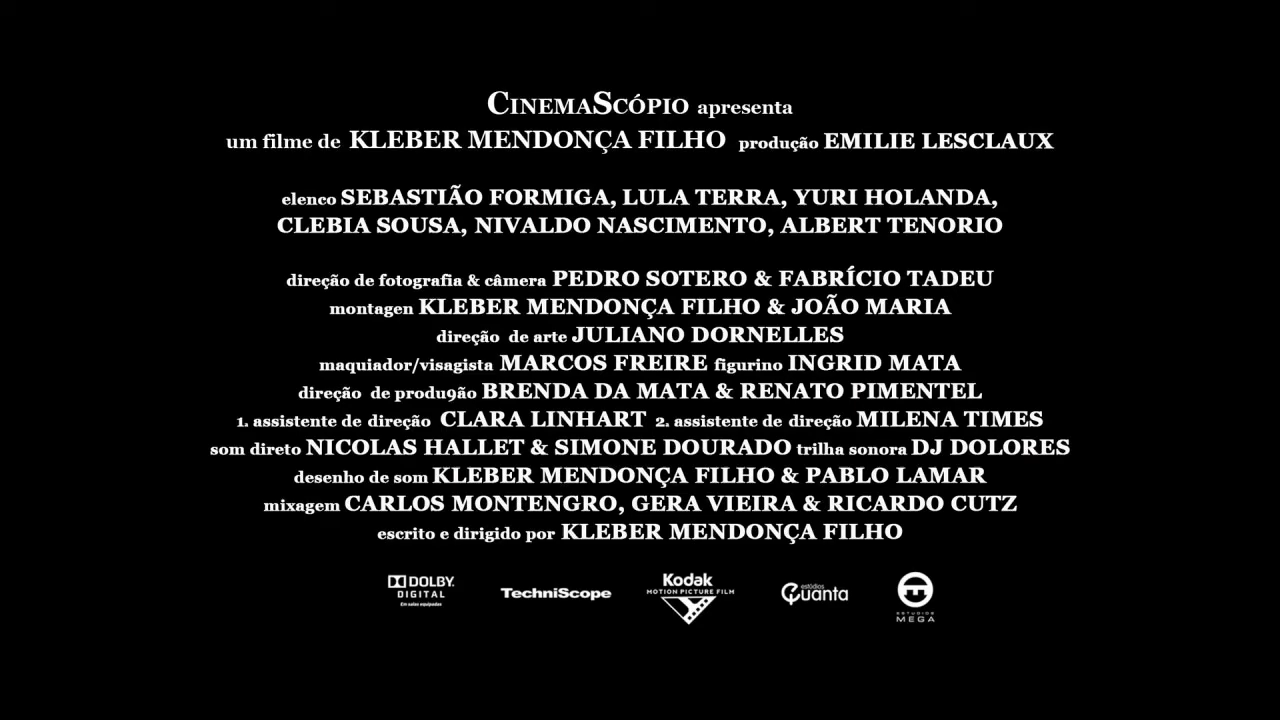 CINEMASCÓPIO apresenta
um filme de KLEBER MENDONÇA FILHO produção EMILIE LESCLAUX
elenco SEBASTIÃO FORMIGA, LULA TERRA, YURI HOLANDA,
CLEBIA SOUSA, NIVALDO NASCIMENTO, ALBERT TENORIO
direção de fotografia & câmera PEDRO SOTERO & FABRÍCIO TADEU
montagen KLEBER MENDONÇA FILHO & JOÃO MARIA
direção de arte JULIANO DORNELLES
maquiador/visagista MARCOS FREIRE figurino INGRID MATA
direção de produ9ão BRENDA DA MATA & RENATO PIMENTEL
1. assistente de direção CLARA LINHART 2. assistente de direção MILENA TIMES
som direto NICOLAS HALLET & SIMONE DOURADO trilha sonora DJ DOLORES
desenho de som KLEBER MENDONÇA FILHO & PABLO LAMAR
mixagem CARLOS MONTENGRO, GERA VIEIRA & RICARDO CUTZ
escrito e dirigido por KLEBER MENDONÇA FILHO
DOLBY
DIGITAL
Em salas equipadas
TechniScope
Kodak
MOTION PICTURE FILM
estúdios
Quanta
ESTUDIOS
MEGA